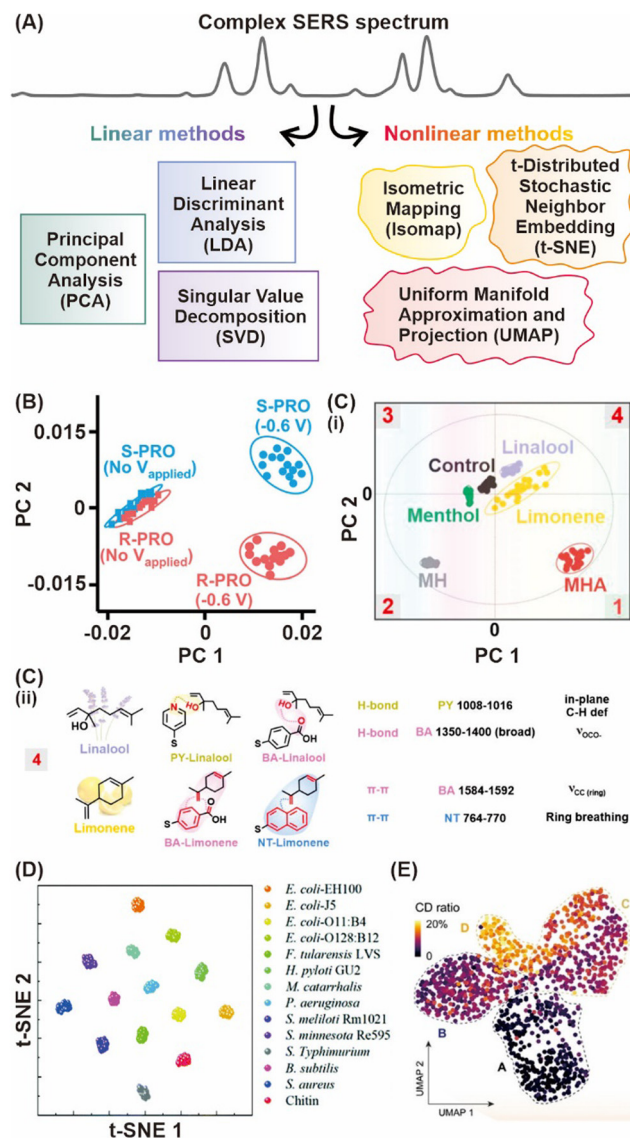 (A)
Complex SERS spectrum
Linear methods
Nonlinear methods
Principal
Component
Analysis
(PCA)
Linear
Discriminant
Analysis
(LDA)
Singular Value
Decomposition
(SVD)
Isometric
Mapping
(Isomap)
t-Distributed
Stochastic
Neighbor
Embedding
(t-SNE)
Uniform Manifold
Approximation and
Projection (UMAP)
(B)
0.015
0
-0.015
PC 2
S-PRO
(No Vapplied)
S-PRO
(-0.6 V)
R-PRO
(No Vapplied)
R-PRO
(-0.6 V)
-0.02
0
0.02
PC 1
(C)
(i)
3
4
Linalool
Control
Menthol
Limonene
MH
MHA
2
1
0
PC 2
0
PC 1
(C)
(ii)
4
HO
Linalool
N
HO
S
PY-Linalool
HO
O
OH
S
BA-Linalool
H-bond PY 1008-1016 in-plane
C-H def
H-bond BA 1350-1400 (broad) νOCO-
Limonene
O
OH
S
BA-Limonene
S
NT-Limonene
π-π BA 1584-1592 νCC (ring)
π-π NT 764-770 Ring breathing
(D)
t-SNE 2
t-SNE 1
E. coli-EH100
E. coli-J5
E. coli-O11:B4
E. coli-O128:B12
F. tularensis LVS
H. pyloti GU2
M. catarrhalis
P. aeruginosa
S. meliloti Rm1021
S. minnesota Re595
S. Typhimurium
B. subtilis
S. aureus
Chitin
(E)
CD ratio
20%
0
D
C
B
A
UMAP 2
UMAP 1